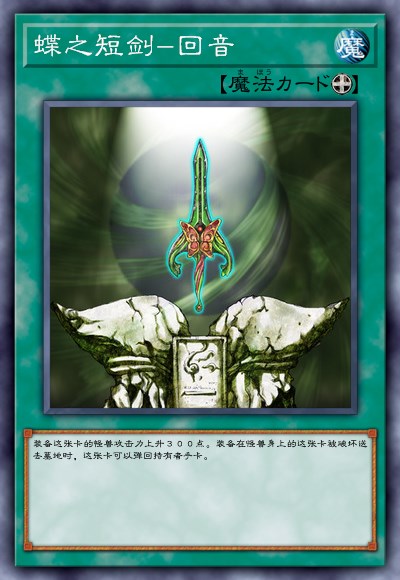 蝶之短剑-回音
魔
【魔法カード】
まほう
装备这张卡的怪兽攻击力上升３００点。装备在怪兽身上的这张卡被破坏送
去墓地时，这张卡可以弹回持有者手卡。